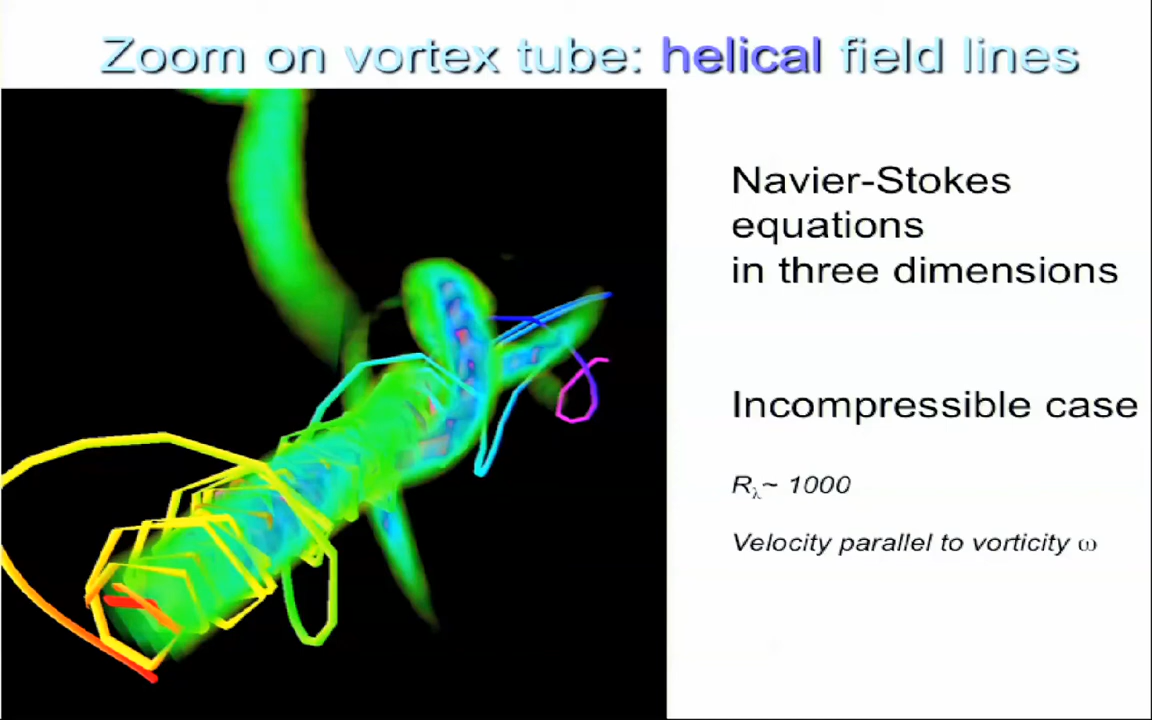 Zoom on vortex tube: helical field lines
Navier-Stokes
equations
in three dimensions
Incompressible case
Rλ~ 1000
Velocity parallel to vorticity ω